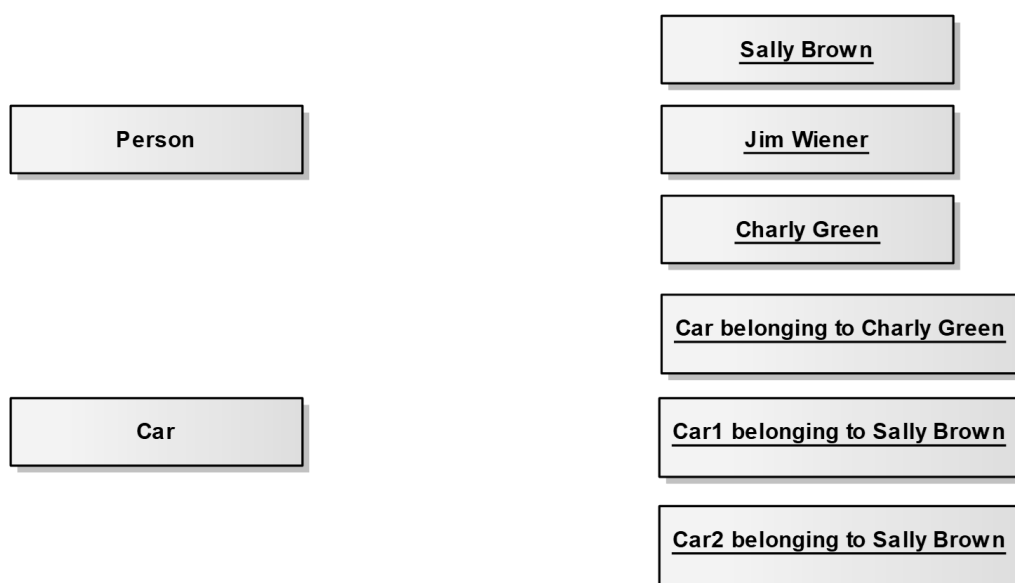 Sally Brown
Person
Jim Wiener
Charly Green
Car belonging to Charly Green
Car
Car1 belonging to Sally Brown
Car2 belonging to Sally Brown